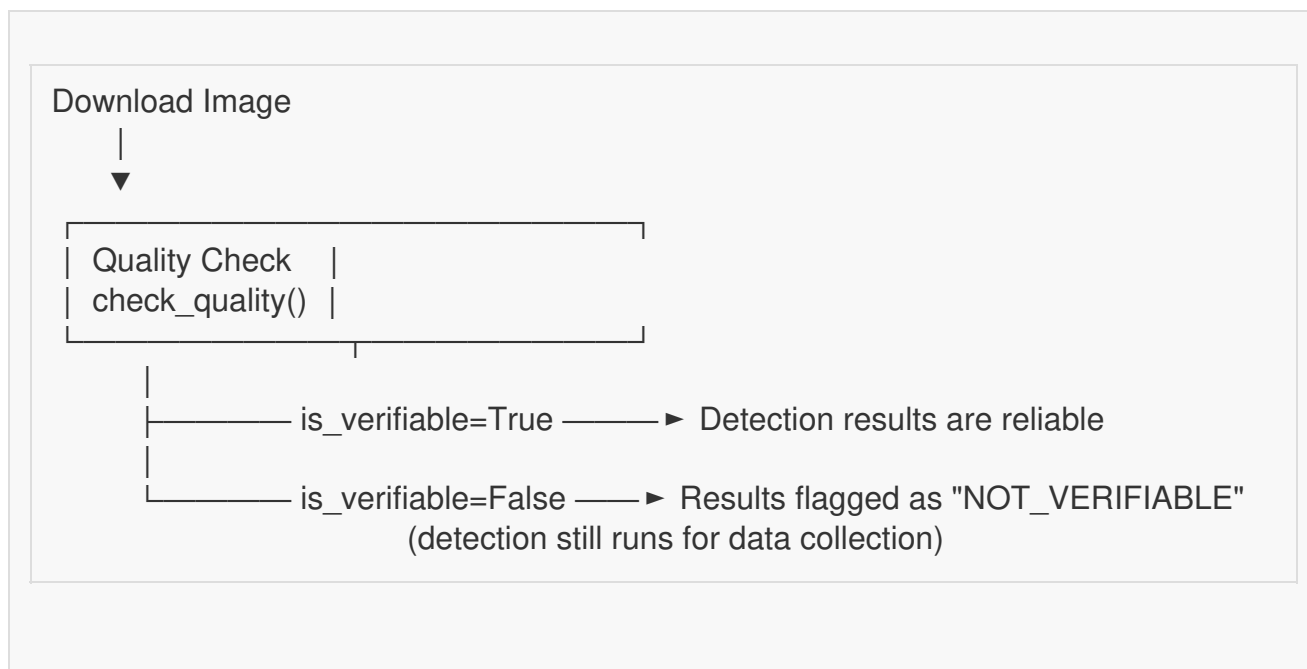 Download Image
Quality Check
check_quality()
is_verifiable=True ► Detection results are reliable
is_verifiable=False ► Results flagged as "NOT_VERIFIABLE"
(detection still runs for data collection)